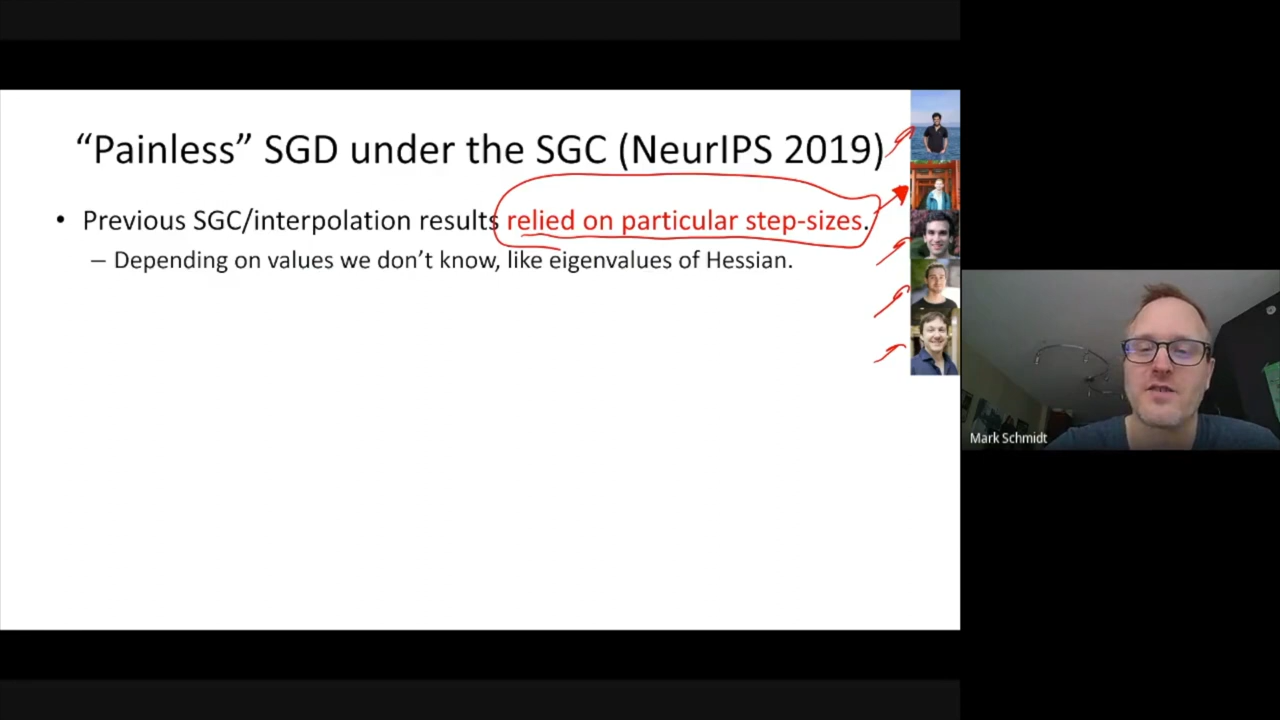 “Painless” SGD under the SGC (NeurIPS 2019)
• Previous SGC/interpolation results relied on particular step-sizes.
– Depending on values we don’t know, like eigenvalues of Hessian.
Mark Schmidt